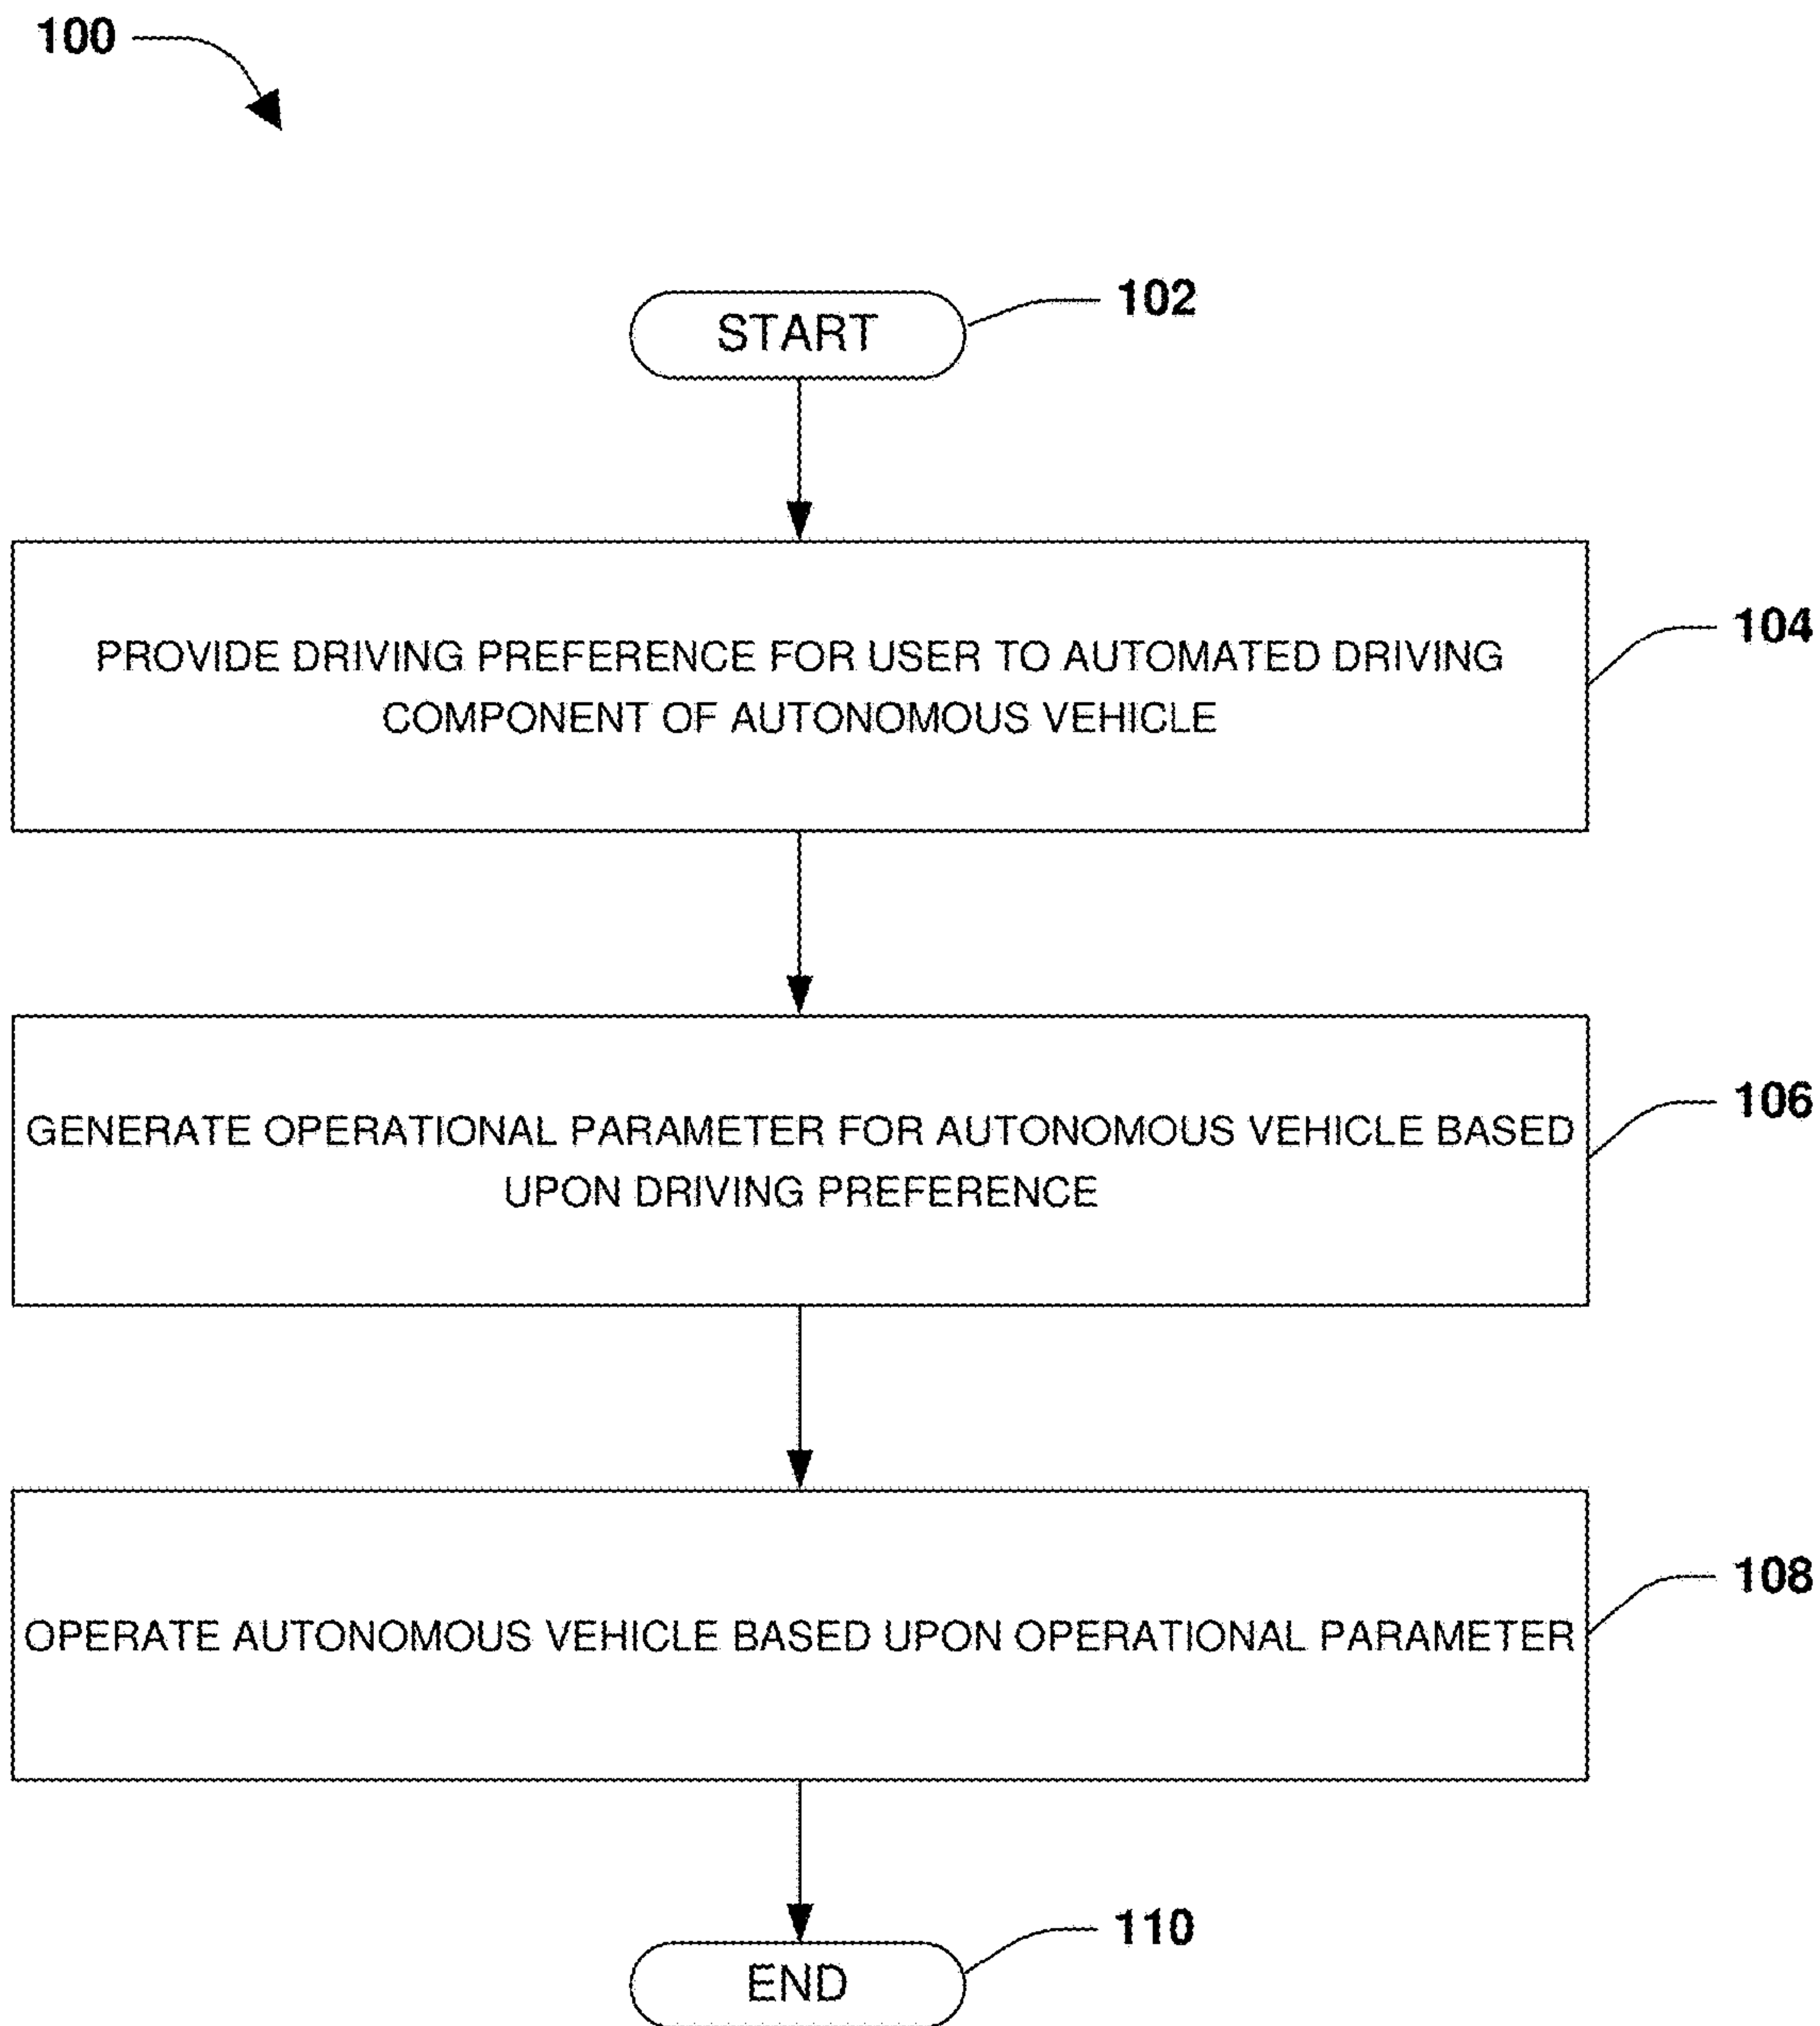 100
START
102
PROVIDE DRIVING PREFERENCE FOR USER TO AUTOMATED DRIVING
COMPONENT OF AUTONOMOUS VEHICLE
104
GENERATE OPERATIONAL PARAMETER FOR AUTONOMOUS VEHICLE BASED
UPON DRIVING PREFERENCE
106
OPERATE AUTONOMOUS VEHICLE BASED UPON OPERATIONAL PARAMETER
108
END
110